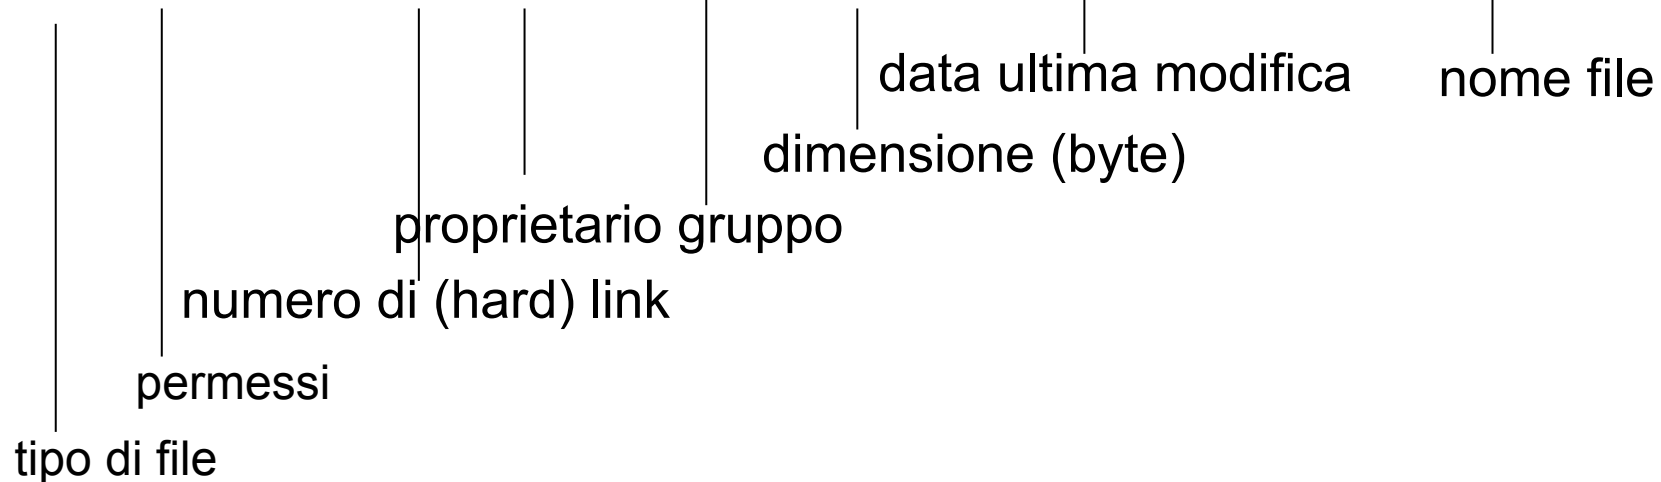 data ultima modifica
nome file
dimensione (byte)
proprietario gruppo
numero di (hard) link
permessi
tipo di file